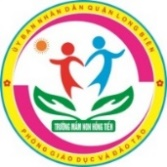 ỦY BAN NHÂN DÂN QUẬN LONG BIÊN
TRƯỜNG MẦM NON HỒNG TIẾN
PHÒNG GIÁO DỤC VÀ ĐÀO TẠO